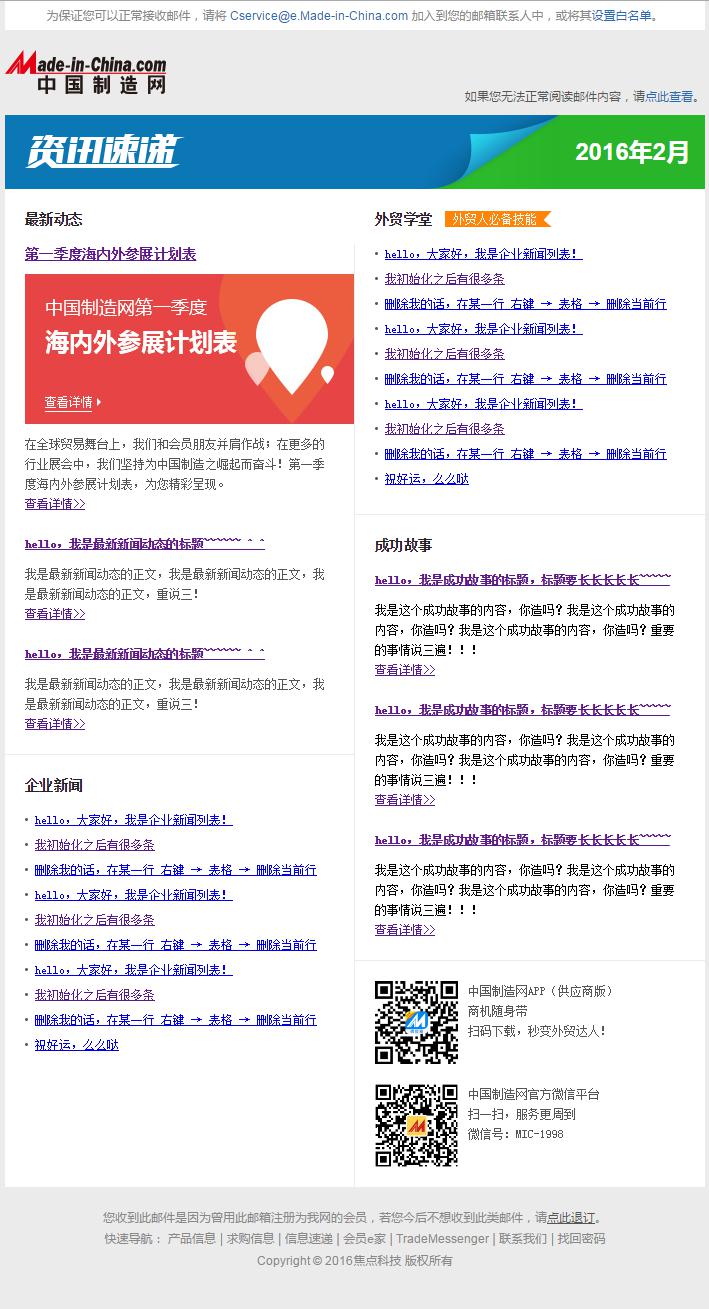 为保证您可以正常接收邮件，请将 Cservice@e.Made-in-China.com 加入到您的邮箱联系人中，或将其设置白名单。
Made-in-China.com
中国制造网
如果您无法正常阅读邮件内容，请点此查看。
资讯速递
2016年2月
最新动态
第一季度海内外参展计划表
中国制造网第一季度
海内外参展计划表
查看详情
在全球贸易舞台上，我们和会员朋友并肩作战；在更多的
行业展会中，我们坚持为中国制造之崛起而奋斗！第一季
度海内外参展计划表，为您精彩呈现。
查看详情>>
hello，我是最新新闻动态的标题~~~~~~ ^_^
我是最新新闻动态的正文，我是最新新闻动态的正文，我
是最新新闻动态的正文，重说三！
查看详情>>
hello，我是最新新闻动态的标题~~~~~~ ^_^
我是最新新闻动态的正文，我是最新新闻动态的正文，我
是最新新闻动态的正文，重说三！
查看详情>>
企业新闻
• hello，大家好，我是企业新闻列表！
• 我初始化之后有很多条
• 删除我的话，在某一行 右键 → 表格 → 删除当前行
• hello，大家好，我是企业新闻列表！
• 我初始化之后有很多条
• 删除我的话，在某一行 右键 → 表格 → 删除当前行
• hello，大家好，我是企业新闻列表！
• 我初始化之后有很多条
• 删除我的话，在某一行 右键 → 表格 → 删除当前行
• 祝好运，么么哒
外贸学堂 外贸人必备技能
• hello，大家好，我是企业新闻列表！
• 我初始化之后有很多条
• 删除我的话，在某一行 右键 → 表格 → 删除当前行
• hello，大家好，我是企业新闻列表！
• 我初始化之后有很多条
• 删除我的话，在某一行 右键 → 表格 → 删除当前行
• hello，大家好，我是企业新闻列表！
• 我初始化之后有很多条
• 删除我的话，在某一行 右键 → 表格 → 删除当前行
• 祝好运，么么哒
成功故事
hello，我是成功故事的标题，标题要长长长长长~~~~~
我是这个成功故事的内容，你造吗？我是这个成功故事的
内容，你造吗？我是这个成功故事的内容，你造吗？重要
的事情说三遍！！！
查看详情>>
hello，我是成功故事的标题，标题要长长长长长~~~~~
我是这个成功故事的内容，你造吗？我是这个成功故事的
内容，你造吗？我是这个成功故事的内容，你造吗？重要
的事情说三遍！！！
查看详情>>
hello，我是成功故事的标题，标题要长长长长长~~~~~
我是这个成功故事的内容，你造吗？我是这个成功故事的
内容，你造吗？我是这个成功故事的内容，你造吗？重要
的事情说三遍！！！
查看详情>>
中国制造网APP（供应商版）
商机随身带
扫码下载，秒变外贸达人！
中国制造网官方微信平台
扫一扫，服务更周到
微信号：MIC-1998
您收到此邮件是因为曾用此邮箱注册为我网的会员，若您今后不想收到此类邮件，请点此退订。
快速导航： 产品信息 | 求购信息 | 信息速递 | 会员e家 | TradeMessenger | 联系我们 | 找回密码
Copyright © 2016焦点科技 版权所有